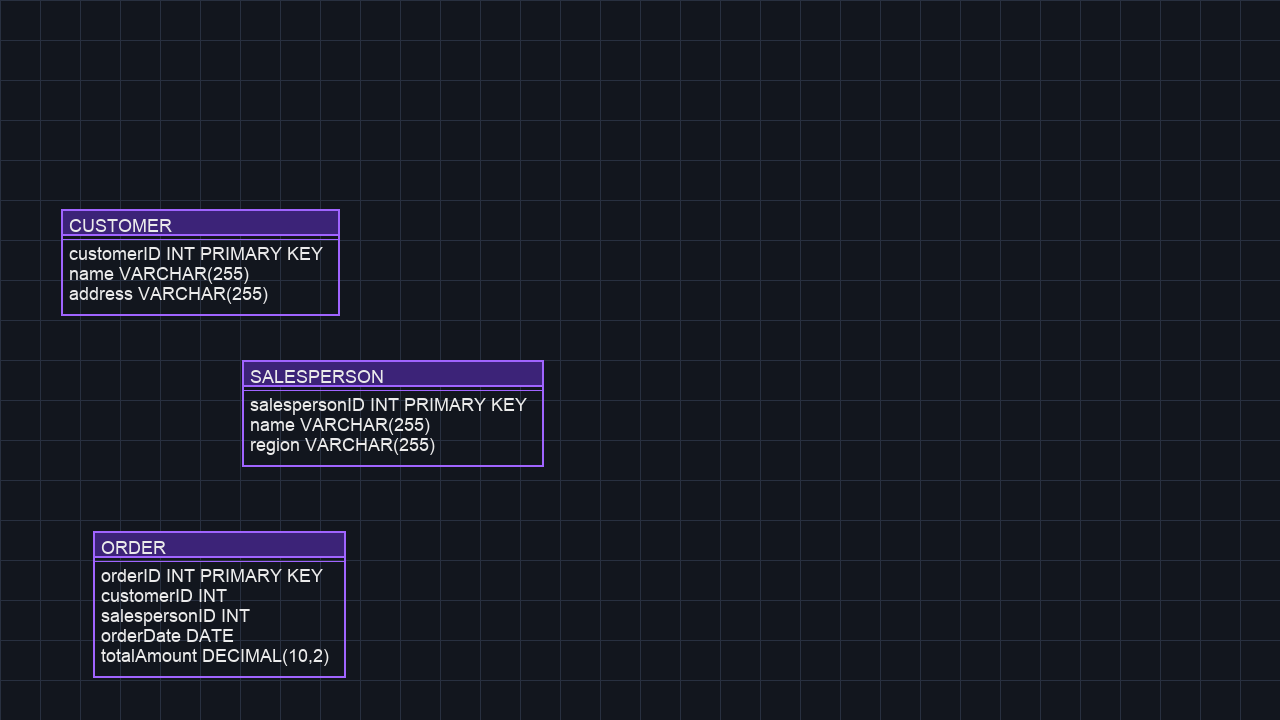 CUSTOMER
customerID INT PRIMARY KEY
name VARCHAR(255)
address VARCHAR(255)
SALESPERSON
salespersonID INT PRIMARY KEY
name VARCHAR(255)
region VARCHAR(255)
ORDER
orderID INT PRIMARY KEY
customerID INT
salespersonID INT
orderDate DATE
totalAmount DECIMAL(10,2)